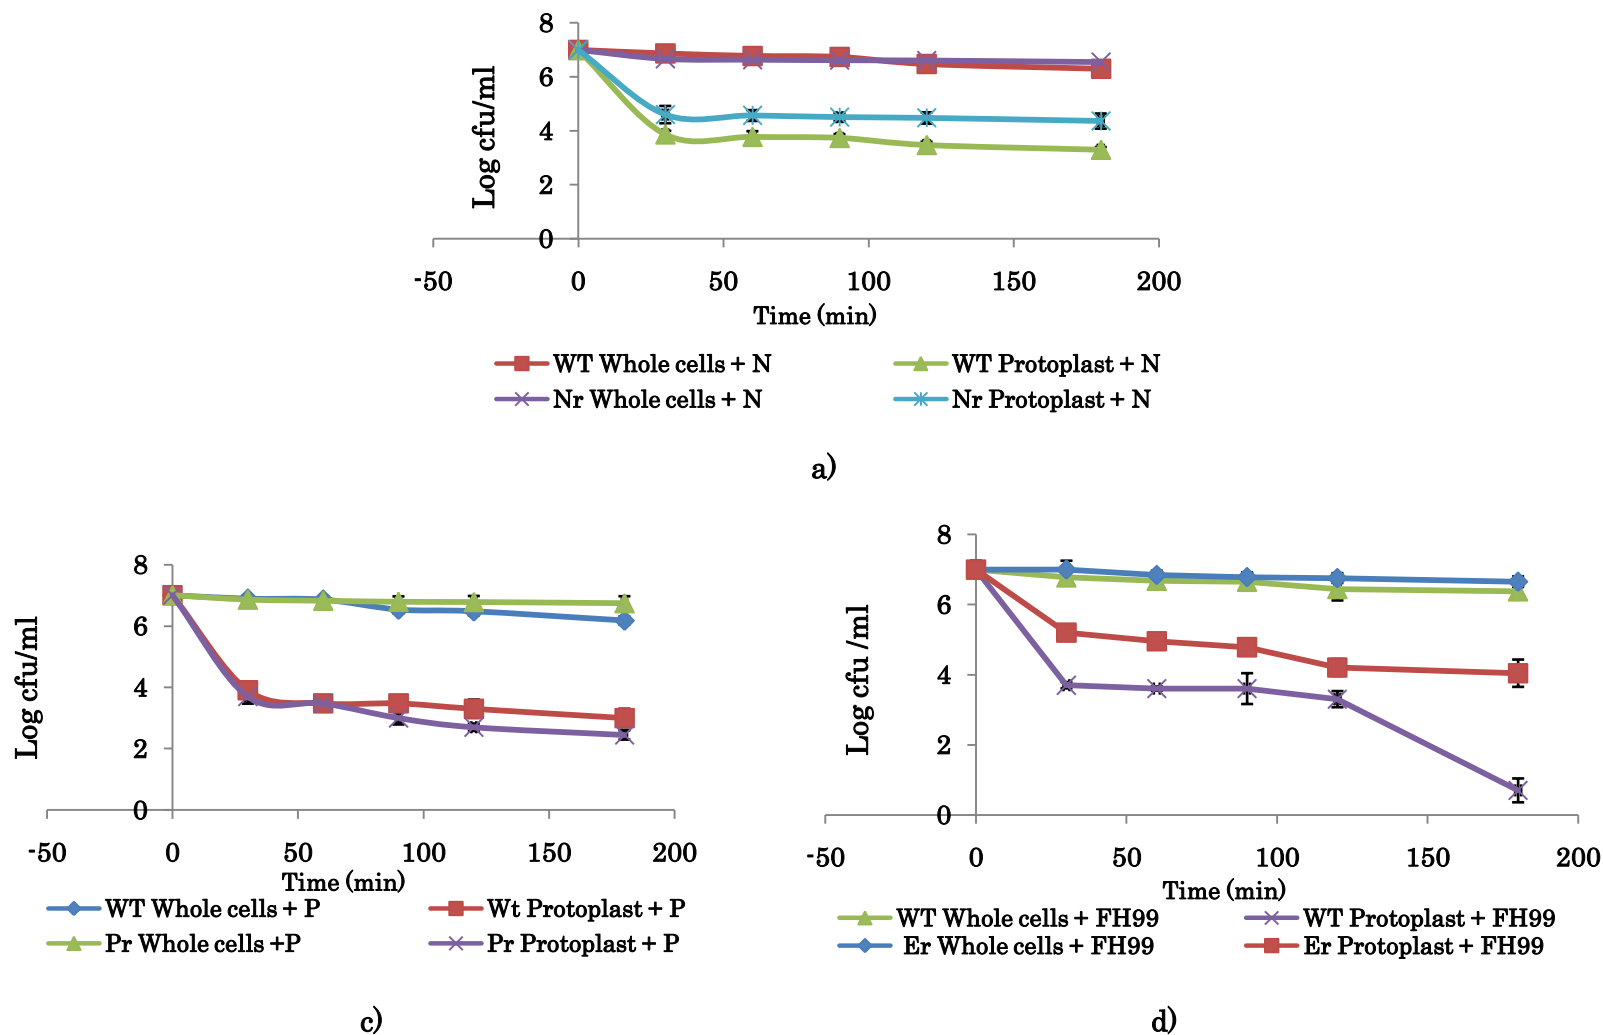 8
6
4
2
0
Log cfu/ml
-50 0 50 100 150 200
Time (min)
WT Whole cells + N WT Protoplast + N
Nr Whole cells + N Nr Protoplast + N
a)
8
6
4
2
0
Log cfu/ml
-50 0 50 100 150 200
Time (min)
WT Whole cells + P Wt Protoplast + P
Pr Whole cells +P Pr Protoplast + P
c)
8
6
4
2
0
Log cfu /ml
-50 0 50 100 150 200
Time (min)
WT Whole cells + FH99 WT Protoplast + FH99
Er Whole cells + FH99 Er Protoplast + FH99
d)